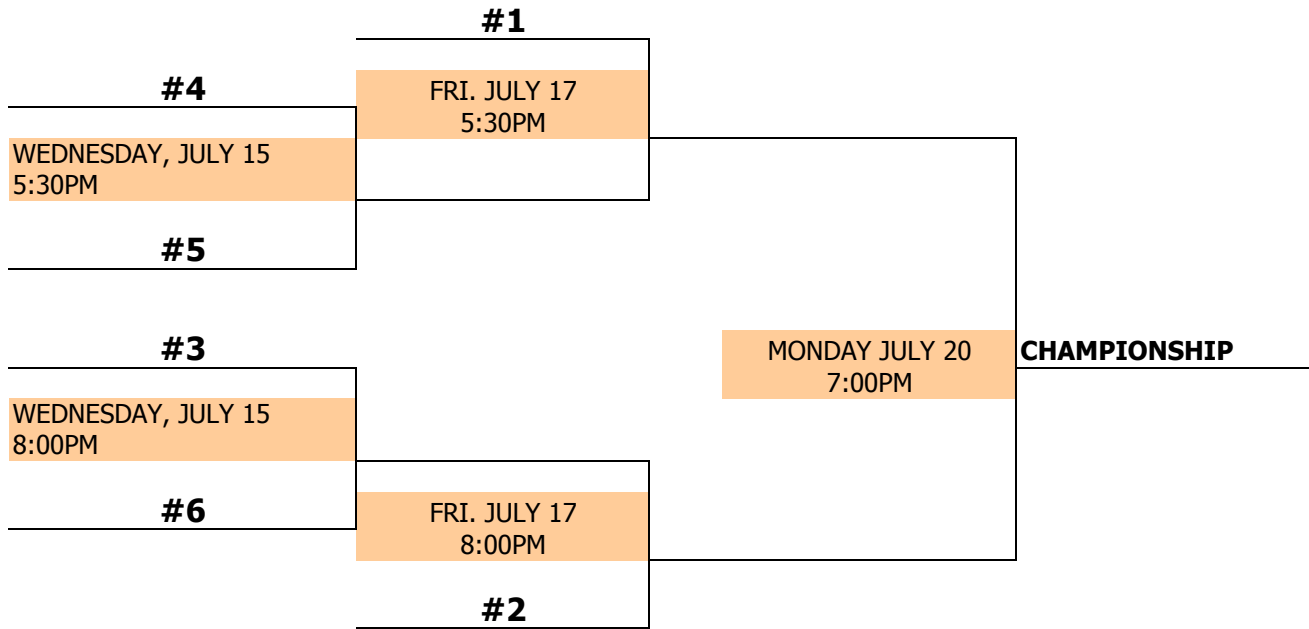 #1
#4
FRI. JULY 17
5:30PM
WEDNESDAY, JULY 15
5:30PM
#5
#3
MONDAY JULY 20
7:00PM
CHAMPIONSHIP
WEDNESDAY, JULY 15
8:00PM
#6
FRI. JULY 17
8:00PM
#2